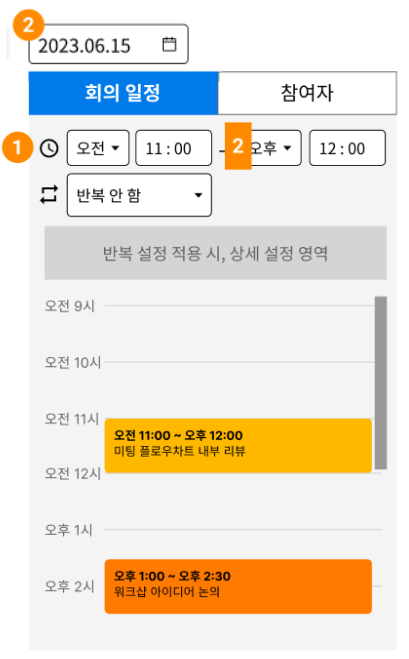 2
2023.06.15
회의 일정 참여자
1 오전 11 : 00 - 2 오후 12 : 00
반복 안 함
반복 설정 적용 시, 상세 설정 영역
오전 9시
오전 10시
오전 11시
오전 11:00 ~ 오후 12:00
미팅 플로우차트 내부 리뷰
오전 12시
오후 1시
오후 1:00 ~ 오후 2:30
오후 2시
워크샵 아이디어 논의